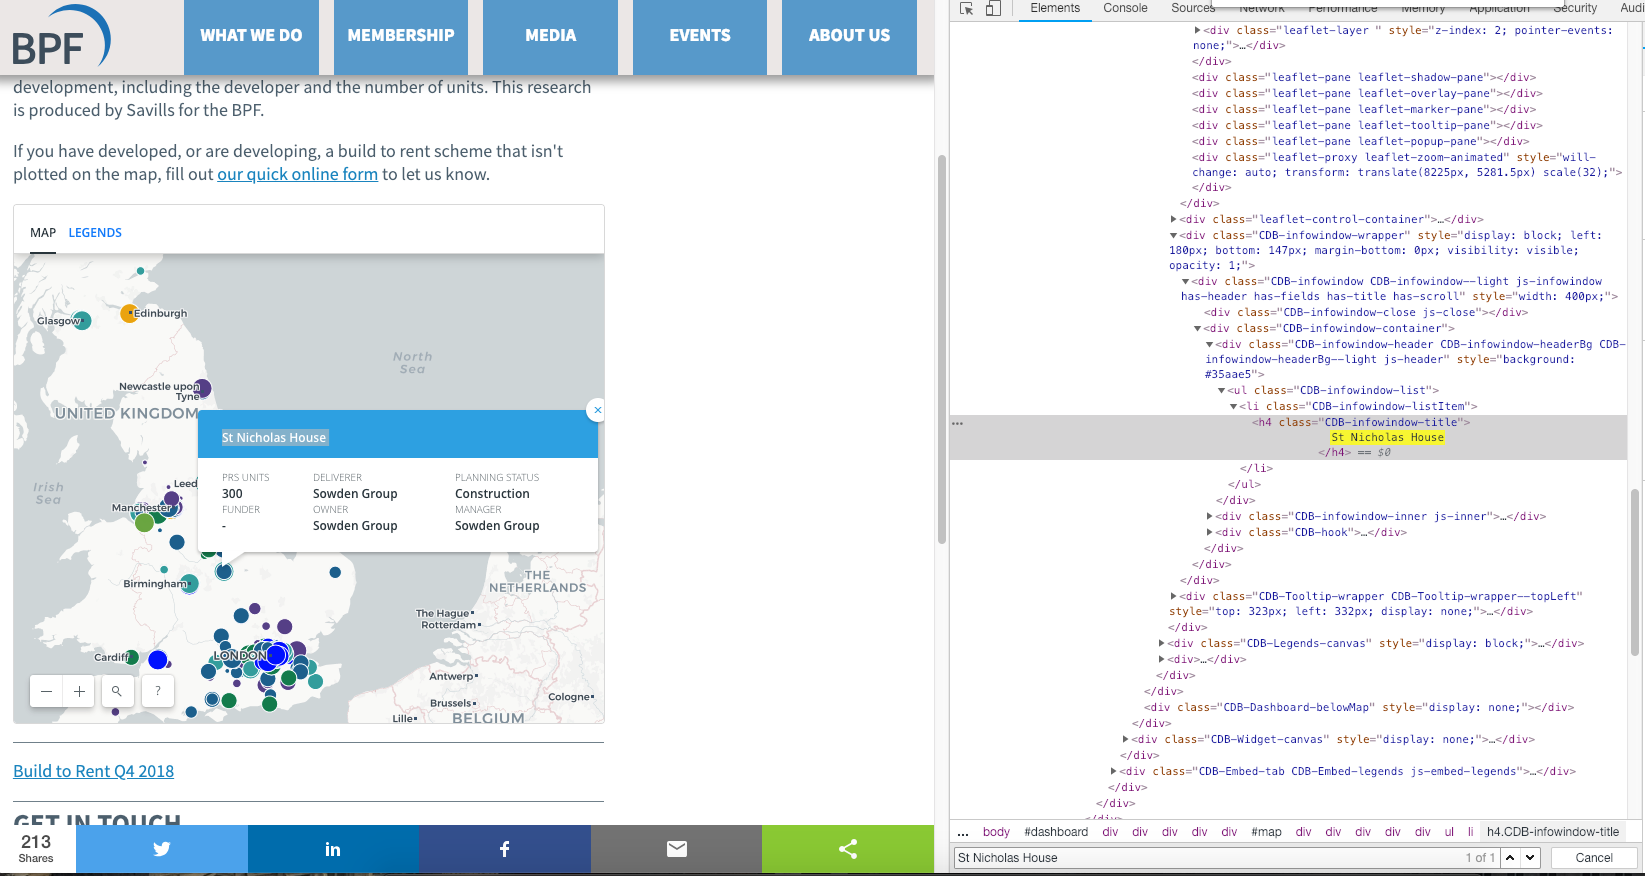 BPF
WHAT WE DO
MEMBERSHIP
MEDIA
EVENTS
ABOUT US
development, including the developer and the number of units. This research
is produced by Savills for the BPF.
If you have developed, or are developing, a build to rent scheme that isn't
plotted on the map, fill out our quick online form to let us know.
MAP LEGENDS
Edinburgh
Glasgow
North
Sea
Newcastle upon
Tyne
UNITED KINGDOM
St Nicholas House
×
PRS UNITS DELIVERER PLANNING STATUS
300 Sowden Group Construction
FUNDER OWNER MANAGER
- Sowden Group Sowden Group
Irish
Sea
Leed
Manchester
Birmingham
THE
NETHERLANDS
The Hague
Rotterdam
Cardiff
LONDON
Antwerp
Cologne
Brussels
Lille
BELGIUM
− + ?
Build to Rent Q4 2018
GET IN TOUCH
213
Shares
in
f
Elements Console Sources Network Performance Memory Application Security Audi
▶<div class="leaflet-layer " style="z-index: 2; pointer-events:
none;">…</div>
</div>
<div class="leaflet-pane leaflet-shadow-pane"></div>
<div class="leaflet-pane leaflet-overlay-pane"></div>
<div class="leaflet-pane leaflet-marker-pane"></div>
<div class="leaflet-pane leaflet-tooltip-pane"></div>
<div class="leaflet-pane leaflet-popup-pane"></div>
<div class="leaflet-proxy leaflet-zoom-animated" style="will-
change: auto; transform: translate(8225px, 5281.5px) scale(32);">
</div>
</div>
▶<div class="leaflet-control-container">…</div>
▼<div class="CDB-infowindow-wrapper" style="display: block; left:
180px; bottom: 147px; margin-bottom: 0px; visibility: visible;
opacity: 1;">
▼<div class="CDB-infowindow CDB-infowindow--light js-infowindow
has-header has-fields has-title has-scroll" style="width: 400px;">
<div class="CDB-infowindow-close js-close"></div>
▼<div class="CDB-infowindow-container">
▼<div class="CDB-infowindow-header CDB-infowindow-headerBg CDB-
infowindow-headerBg--light js-header" style="background:
#35aae5">
▼<ul class="CDB-infowindow-list">
▼<li class="CDB-infowindow-listItem">
… <h4 class="CDB-infowindow-title">
St Nicholas House
</h4> == $0
</li>
</ul>
</div>
▶<div class="CDB-infowindow-inner js-inner">…</div>
▶<div class="CDB-hook">…</div>
</div>
</div>
</div>
▶<div class="CDB-Tooltip-wrapper CDB-Tooltip-wrapper--topLeft"
style="top: 323px; left: 332px; display: none;">…</div>
</div>
▶<div class="CDB-Legends-canvas" style="display: block;">…</div>
▶<div>…</div>
</div>
</div>
<div class="CDB-Dashboard-belowMap" style="display: none;"></div>
</div>
▶<div class="CDB-Widget-canvas" style="display: none;">…</div>
</div>
▶<div class="CDB-Embed-tab CDB-Embed-legends js-embed-legends">…</div>
</div>
</div>
</div>
… body #dashboard div div div div #map div div div div div ul li h4.CDB-infowindow-title
St Nicholas House 1 of 1 Cancel